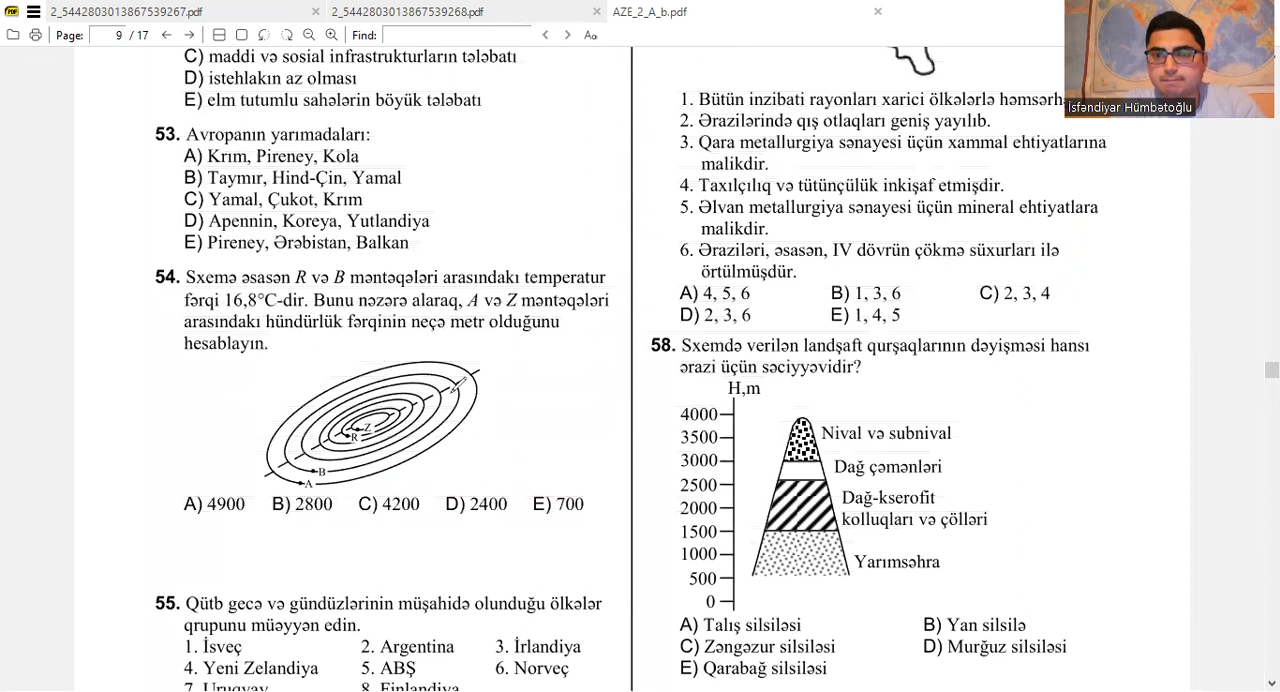 2_5442803013867539267.pdf
2_5442803013867539268.pdf
AZE_2_A_b.pdf
Page: 9 / 17
Find:
İsfəndiyar Hümbətoğlu
C) maddi və sosial infrastrukturların tələbatı
D) istehlakın az olması
E) elm tutumlu sahələrin böyük tələbatı
53. Avropanın yarımadaları:
A) Krım, Pireney, Kola
B) Taymır, Hind-Çin, Yamal
C) Yamal, Çukot, Krım
D) Apennin, Koreya, Yutlandiya
E) Pireney, Ərəbistan, Balkan
54. Sxemə əsasən R və B məntəqələri arasındakı temperatur
fərqi 16,8°C-dir. Bunu nəzərə alaraq, A və Z məntəqələri
arasındakı hündürlük fərqinin neçə metr olduğunu
hesablayın.
Z
R
B
A
A) 4900 B) 2800 C) 4200 D) 2400 E) 700
55. Qütb gecə və gündüzlərinin müşahidə olunduğu ölkələr
qrupunu müəyyən edin.
1. İsveç 2. Argentina 3. İrlandiya
4. Yeni Zelandiya 5. ABŞ 6. Norveç
7. Uruqvay 8. Finlandiya
1. Bütün inzibati rayonları xarici ölkələrlə
2. Ərazilərində qış otlaqları geniş yayılıb.
3. Qara metallurgiya sənayesi üçün xammal ehtiyatlarına
malikdir.
4. Taxılçılıq və tütünçülük inkişaf etmişdir.
5. Əlvan metallurgiya sənayesi üçün mineral ehtiyatlara
malikdir.
6. Əraziləri, əsasən, IV dövrün çökmə süxurları ilə
örtülmüşdür.
A) 4, 5, 6 B) 1, 3, 6 C) 2, 3, 4
D) 2, 3, 6 E) 1, 4, 5
58. Sxemdə verilən landşaft qurşaqlarının dəyişməsi hansı
ərazi üçün səciyyəvidir?
H,m
4000
3500
3000
2500
2000
1500
1000
500
0
Nival və subnival
Dağ çəmənləri
Dağ-kserofit
kolluqları və çölləri
Yarımsəhra
A) Talış silsiləsi B) Yan silsilə
C) Zəngəzur silsiləsi D) Murğuz silsiləsi
E) Qarabağ silsiləsi